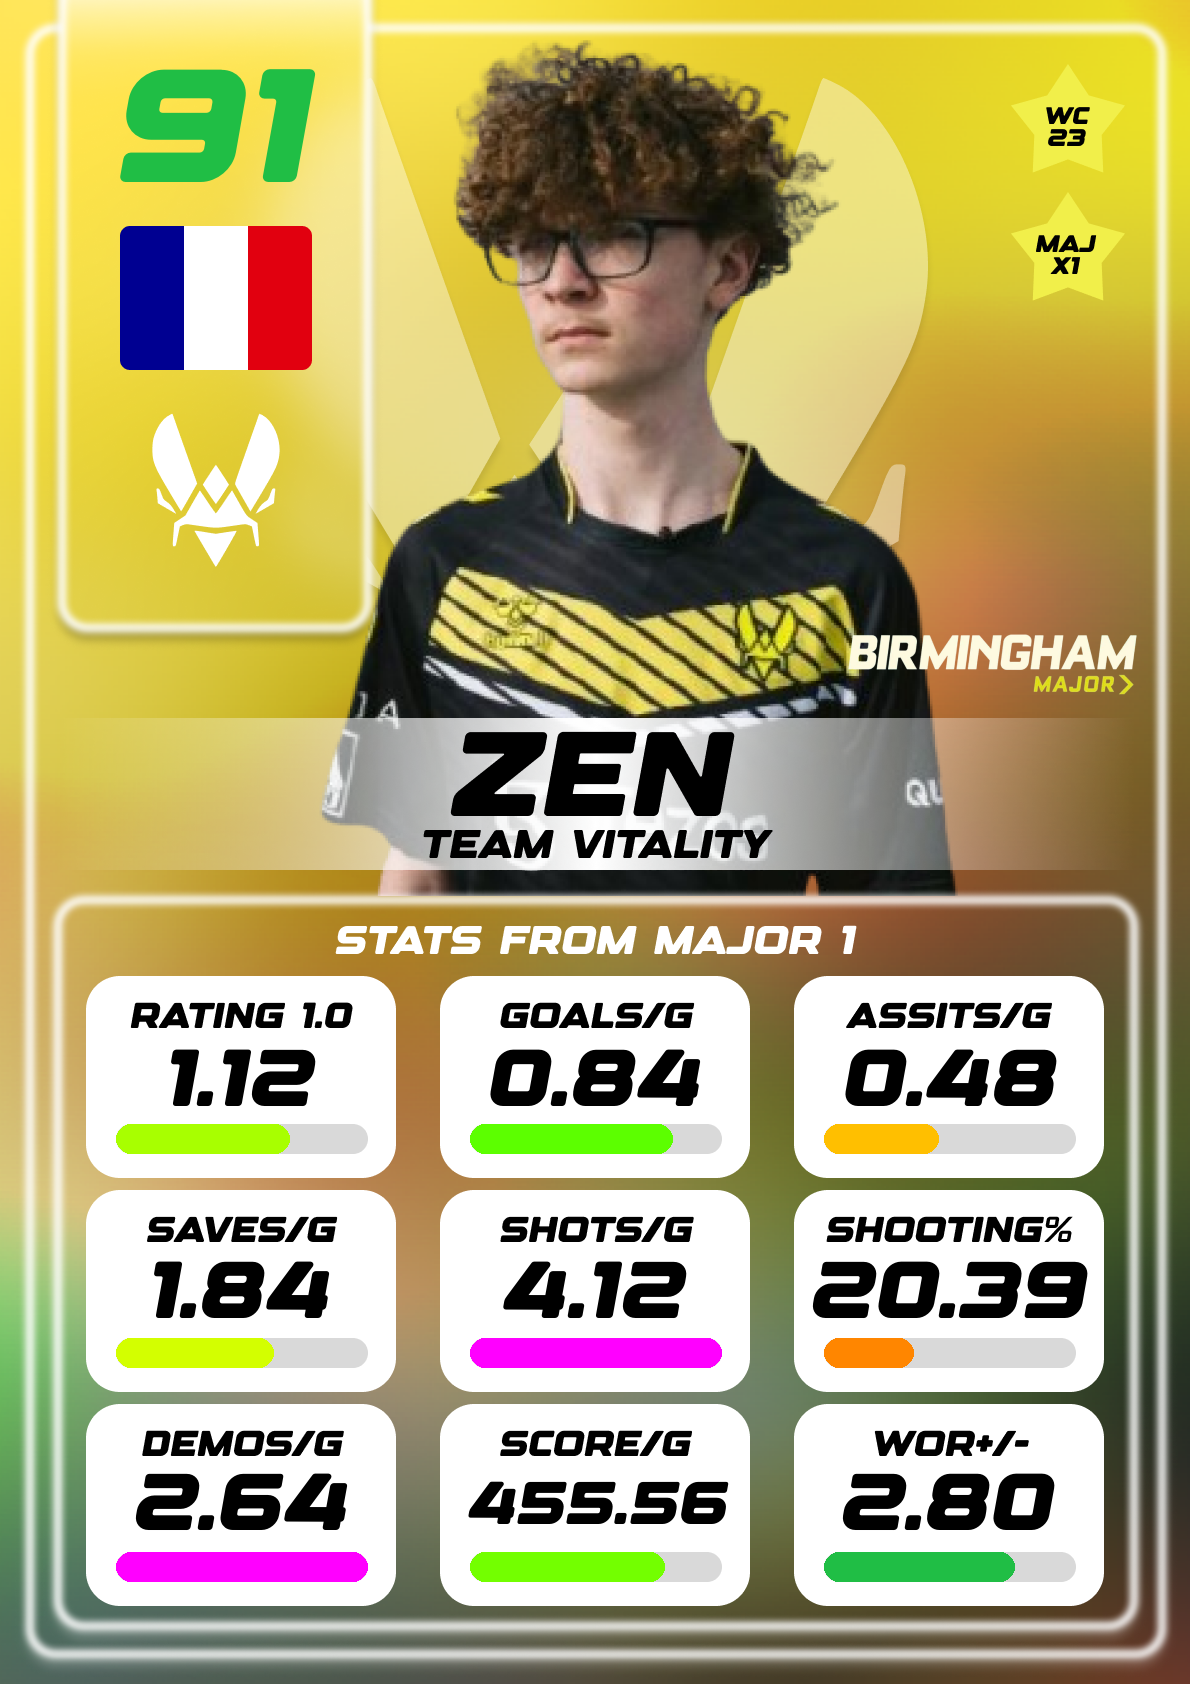 91
WC
23
MAJ
X1
BIRMINGHAM
MAJOR
ZEN
TEAM VITALITY
STATS FROM MAJOR 1
RATING 1.0
1.12
GOALS/G
0.84
ASSITS/G
0.48
SAVES/G
1.84
SHOTS/G
4.12
SHOOTING%
20.39
DEMOS/G
2.64
SCORE/G
455.56
WOR+/-
2.80